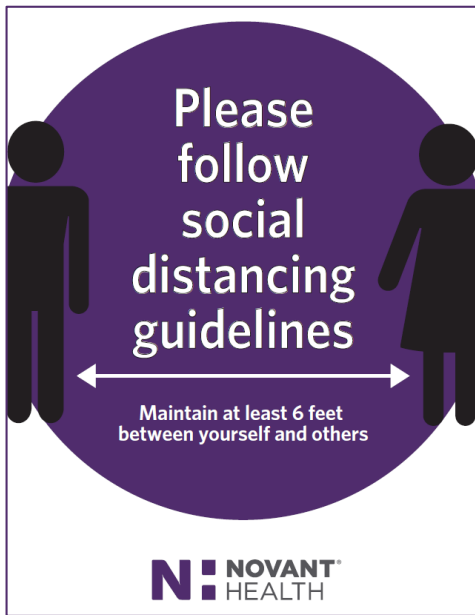 Please
follow
social
distancing
guidelines
Maintain at least 6 feet
between yourself and others
NOVANT®
HEALTH